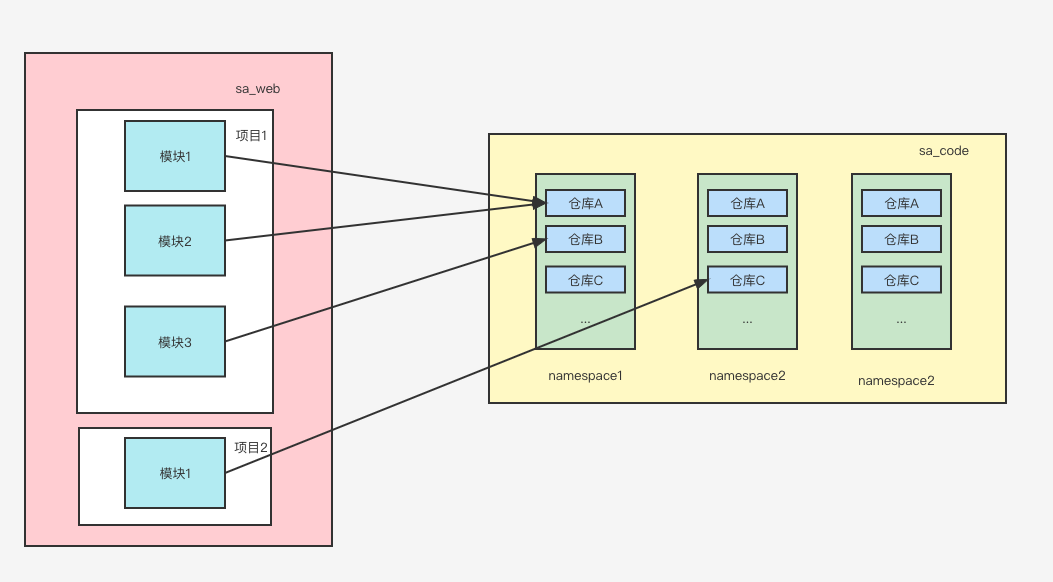 sa_web
项目1
模块1
模块2
模块3
项目2
模块1
sa_code
仓库A
仓库B
仓库C
...
namespace1
仓库A
仓库B
仓库C
...
namespace2
仓库A
仓库B
仓库C
...
namespace2